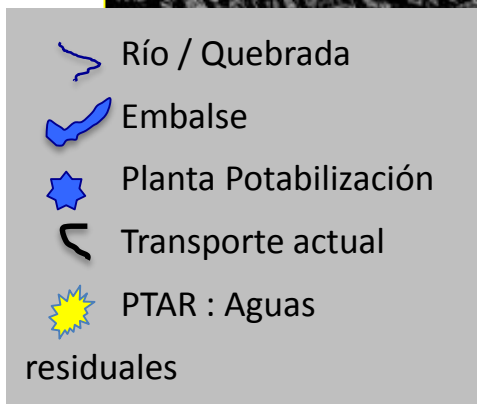 Río / Quebrada
Embalse
Planta Potabilización
Transporte actual
PTAR : Aguas
residuales